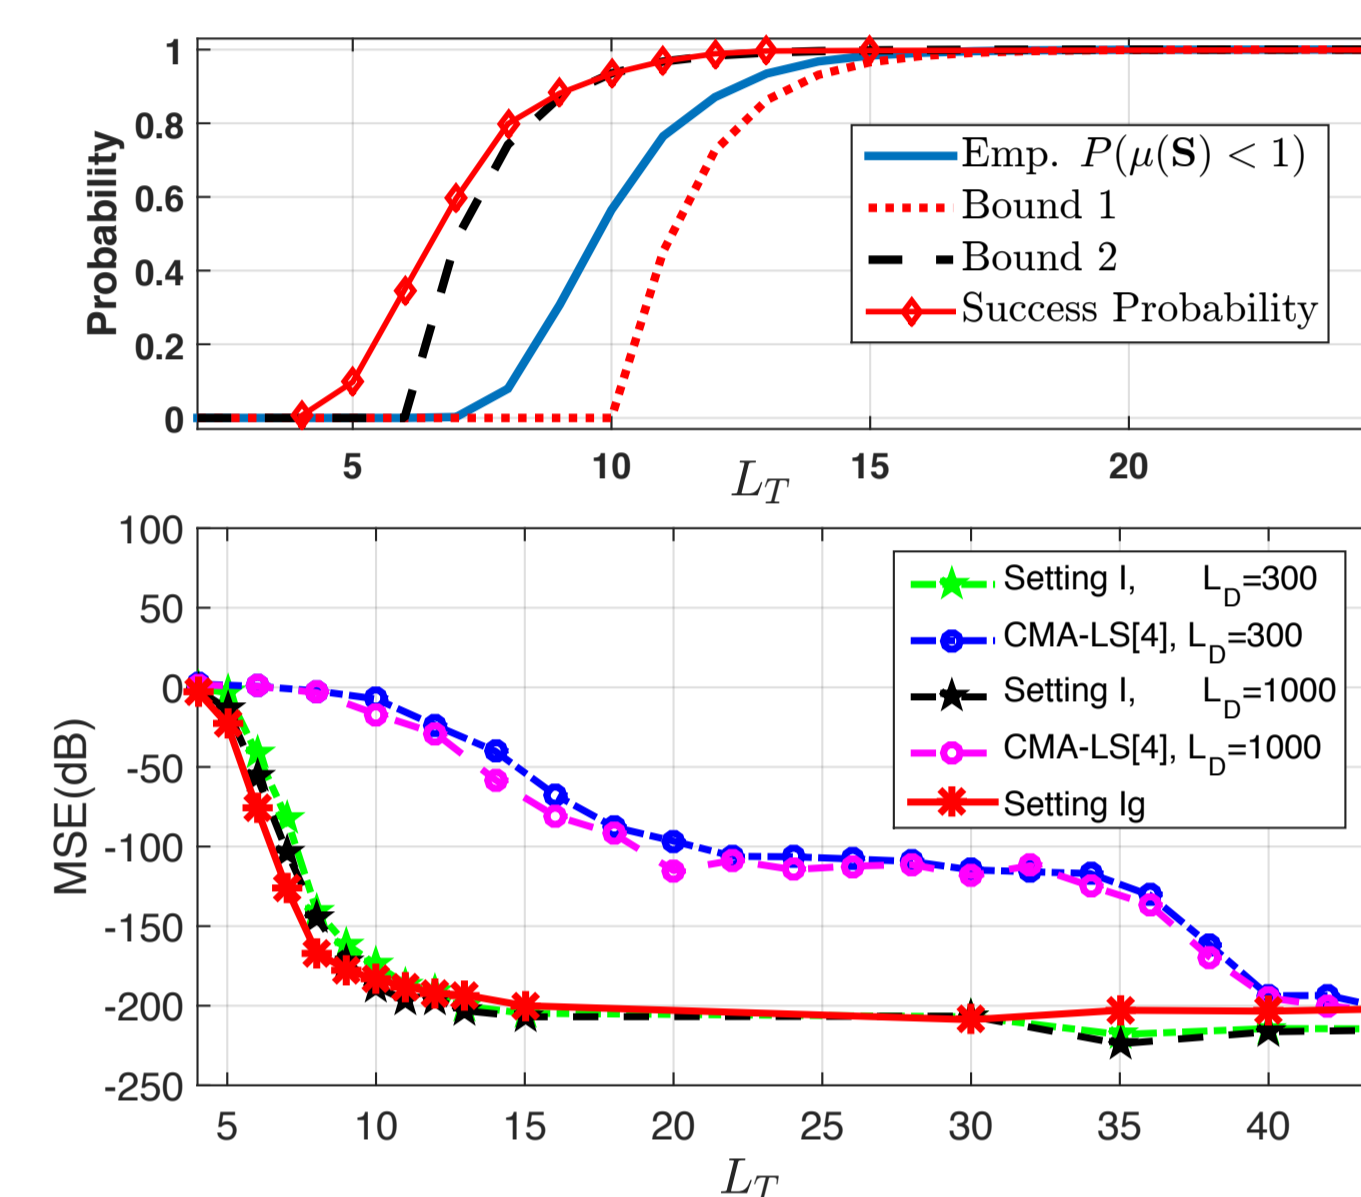 1
0.8
0.6
0.4
0.2
0
Probability
Emp. P(μ(S) < 1)
Bound 1
Bound 2
Success Probability
5 10 15 20
L_T
100
50
0
-50
-100
-150
-200
-250
MSE(dB)
Setting I, L_D=300
CMA-LS[4], L_D=300
Setting I, L_D=1000
CMA-LS[4], L_D=1000
Setting Ig
5 10 15 20 25 30 35 40
L_T